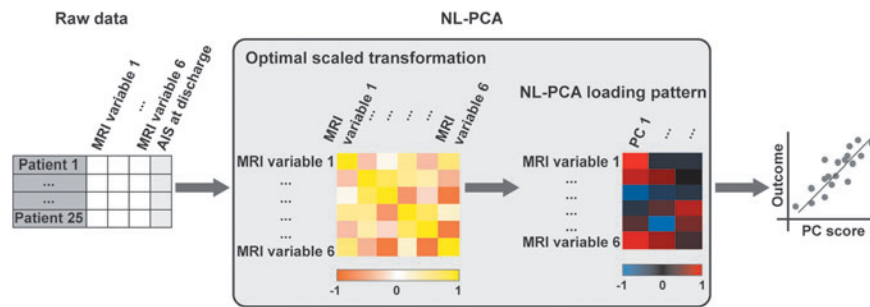 Raw data
NL-PCA
MRI variable 1
...
MRI variable 6
AIS at discharge
Patient 1
...
...
Patient 25
Optimal scaled transformation
MRI variable 1
...
...
...
...
MRI variable 6
MRI variable 1
...
...
...
...
MRI variable 6
-1 0 1
NL-PCA loading pattern
PC 1
...
...
MRI variable 1
...
...
...
...
MRI variable 6
-1 0 1
Outcome
PC score